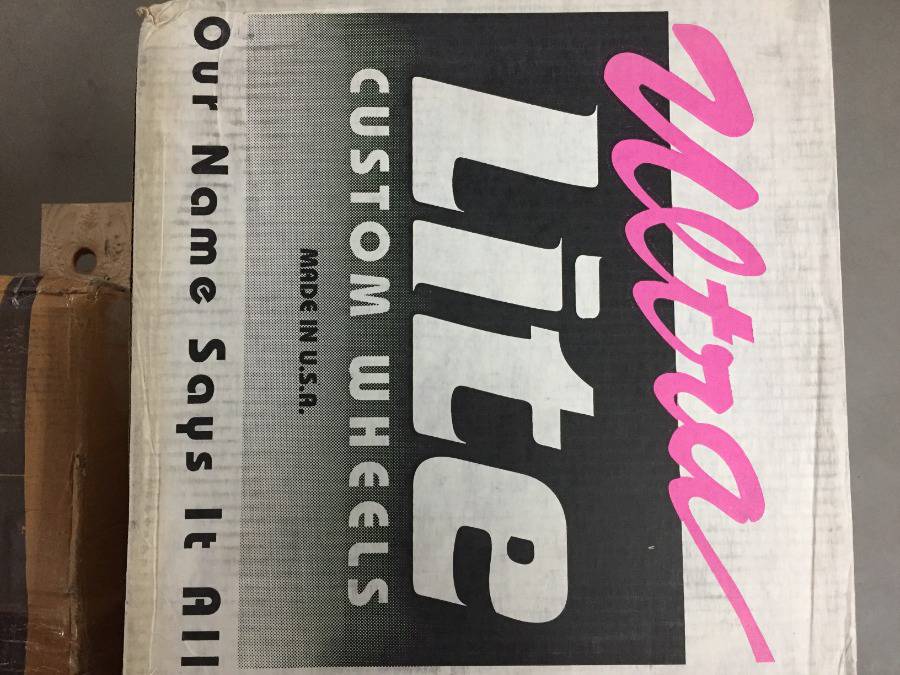 Ultra
Lite
CUSTOM WHEELS
MADE IN U.S.A.
Our Name Says It All